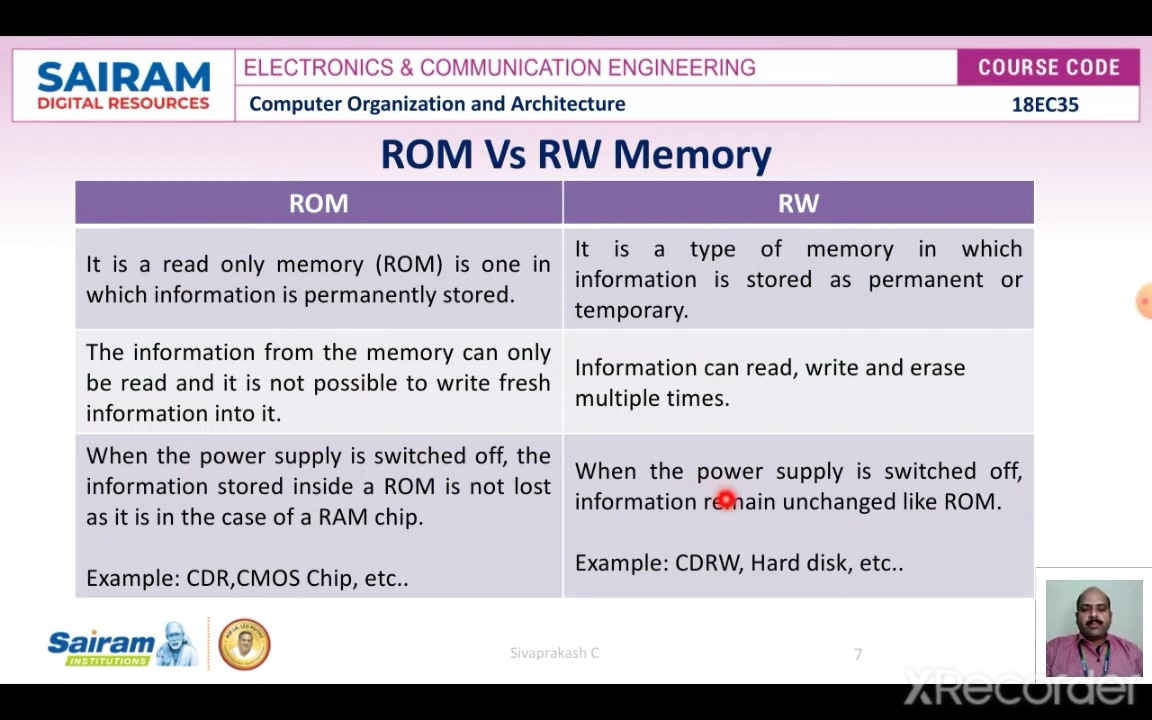 SAIRAM
DIGITAL RESOURCES
ELECTRONICS & COMMUNICATION ENGINEERING
COURSE CODE
Computer Organization and Architecture
18EC35
ROM Vs RW Memory
ROM
RW
It is a read only memory (ROM) is one in
which information is permanently stored.
It is a type of memory in which
information is stored as permanent or
temporary.
The information from the memory can only
be read and it is not possible to write fresh
information into it.
Information can read, write and erase
multiple times.
When the power supply is switched off, the
information stored inside a ROM is not lost
as it is in the case of a RAM chip.
Example: CDR,CMOS Chip, etc..
When the power supply is switched off,
information remain unchanged like ROM.
Example: CDRW, Hard disk, etc..
Sairam
INSTITUTIONS
Sivaprakash C
7
XRecorder